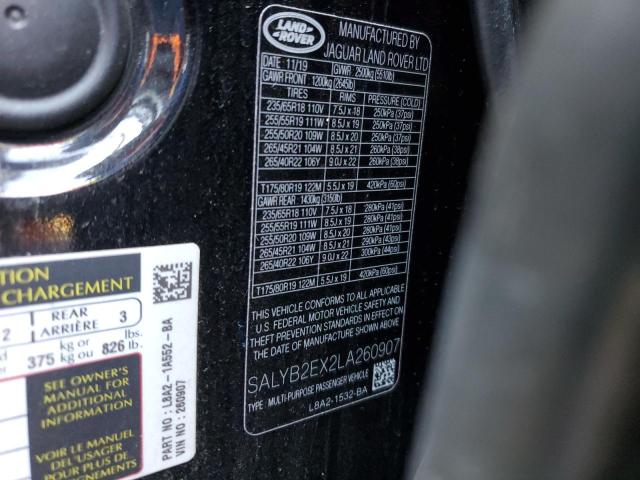 LAND-
ROVER
MANUFACTURED BY
JAGUAR LAND ROVER LTD
DATE 11/19 GVWR 2500kg (5510lb)
GAWR FRONT 1200kg (2645lb)
TIRES RIMS PRESSURE (COLD)
235/65R18 110V 7.5J x 18 250kPa (37psi)
255/55R19 111W 8.5J x 19 250kPa (37psi)
255/50R20 109W 8.5J x 20 250kPa (37psi)
265/45R21 104W 8.5J x 21 260kPa (38psi)
265/40R22 106Y 9.0J x 22 260kPa (38psi)
T175/80R19 122M 5.5J x 19 420kPa (60psi)
GAWR REAR 1430kg (3150lb)
235/65R18 110V 7.5J x 18 280kPa (41psi)
255/55R19 111W 8.5J x 19 280kPa (41psi)
255/50R20 109W 8.5J x 20 280kPa (41psi)
265/45R21 104W 8.5J x 21 290kPa (43psi)
265/40R22 106Y 9.0J x 22 300kPa (44psi)
T175/80R19 122M 5.5J x 19 420kPa (60psi)
THIS VEHICLE CONFORMS TO ALL APPLICABLE
U.S. FEDERAL MOTOR VEHICLE SAFETY AND
THEFT PREVENTION STANDARDS IN EFFECT ON
THE DATE OF MANUFACTURE SHOWN ABOVE
SALYB2EX2LA260907
TYPE: MULTI-PURPOSE PASSENGER VEHICLE
L8A2-1532-BA
CHARGEMENT
2 REAR
ARRIÈRE 3
375 kg or
kg ou 826 lbs.
lb.
SEE OWNER'S
MANUAL FOR
ADDITIONAL
INFORMATION
VOIR LE MANUEL
DE L'USAGER
POUR PLUS DE
PART NO : L8A2-1A552-BA
VIN NO : 260907